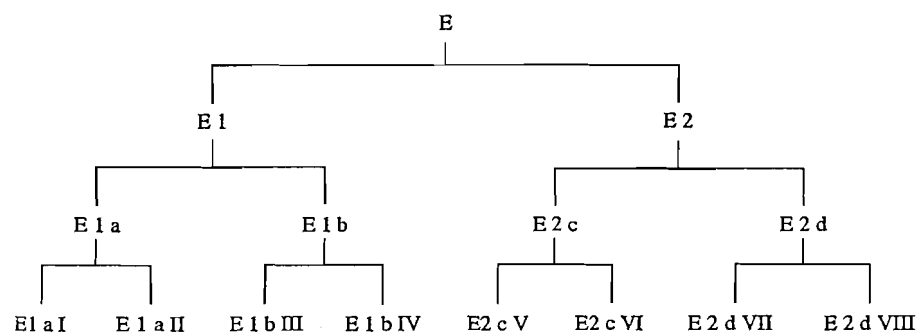 E
E 1 E 2
E 1 a E 1 b E 2 c E 2 d
E1 a I E 1 a II E 1 b III E 1 b IV E2 c V E 2 c VI E 2 d VII E 2 d VIII